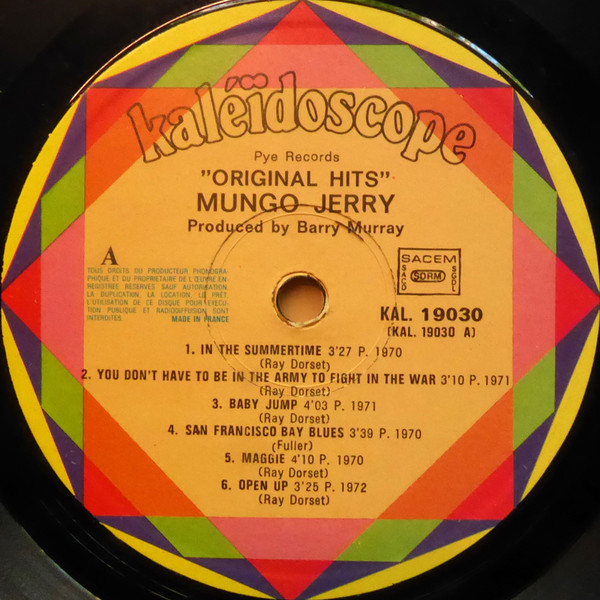 kaléïdoscope
Pye Records
"ORIGINAL HITS"
MUNGO JERRY
Produced by Barry Murray
A
TOUS DROITS DU PRODUCTEUR PHONOGRA-
PHIQUE ET DU PROPRIETAIRE DE L'ŒUVRE EN-
REGISTREE RESERVES SAUF AUTORISATION.
LA DUPLICATION, LA LOCATION, LE PRET,
L'UTILISATION DE CE DISQUE POUR EXECU-
TION PUBLIQUE ET RADIODIFFUSION SONT
INTERDITES.
MADE IN FRANCE
SACEM
SACD SDRM SGDL
KAL. 19030
(KAL. 19030 A)
1. IN THE SUMMERTIME 3'27 P. 1970
(Ray Dorset)
2. YOU DON'T HAVE TO BE IN THE ARMY TO FIGHT IN THE WAR 3'10 P. 1971
(Ray Dorset)
3. BABY JUMP 4'03 P. 1971
(Ray Dorset)
4. SAN FRANCISCO BAY BLUES 3'39 P. 1970
(Fuller)
5. MAGGIE 4'10 P. 1970
(Ray Dorset)
6. OPEN UP 3'25 P. 1972
(Ray Dorset)